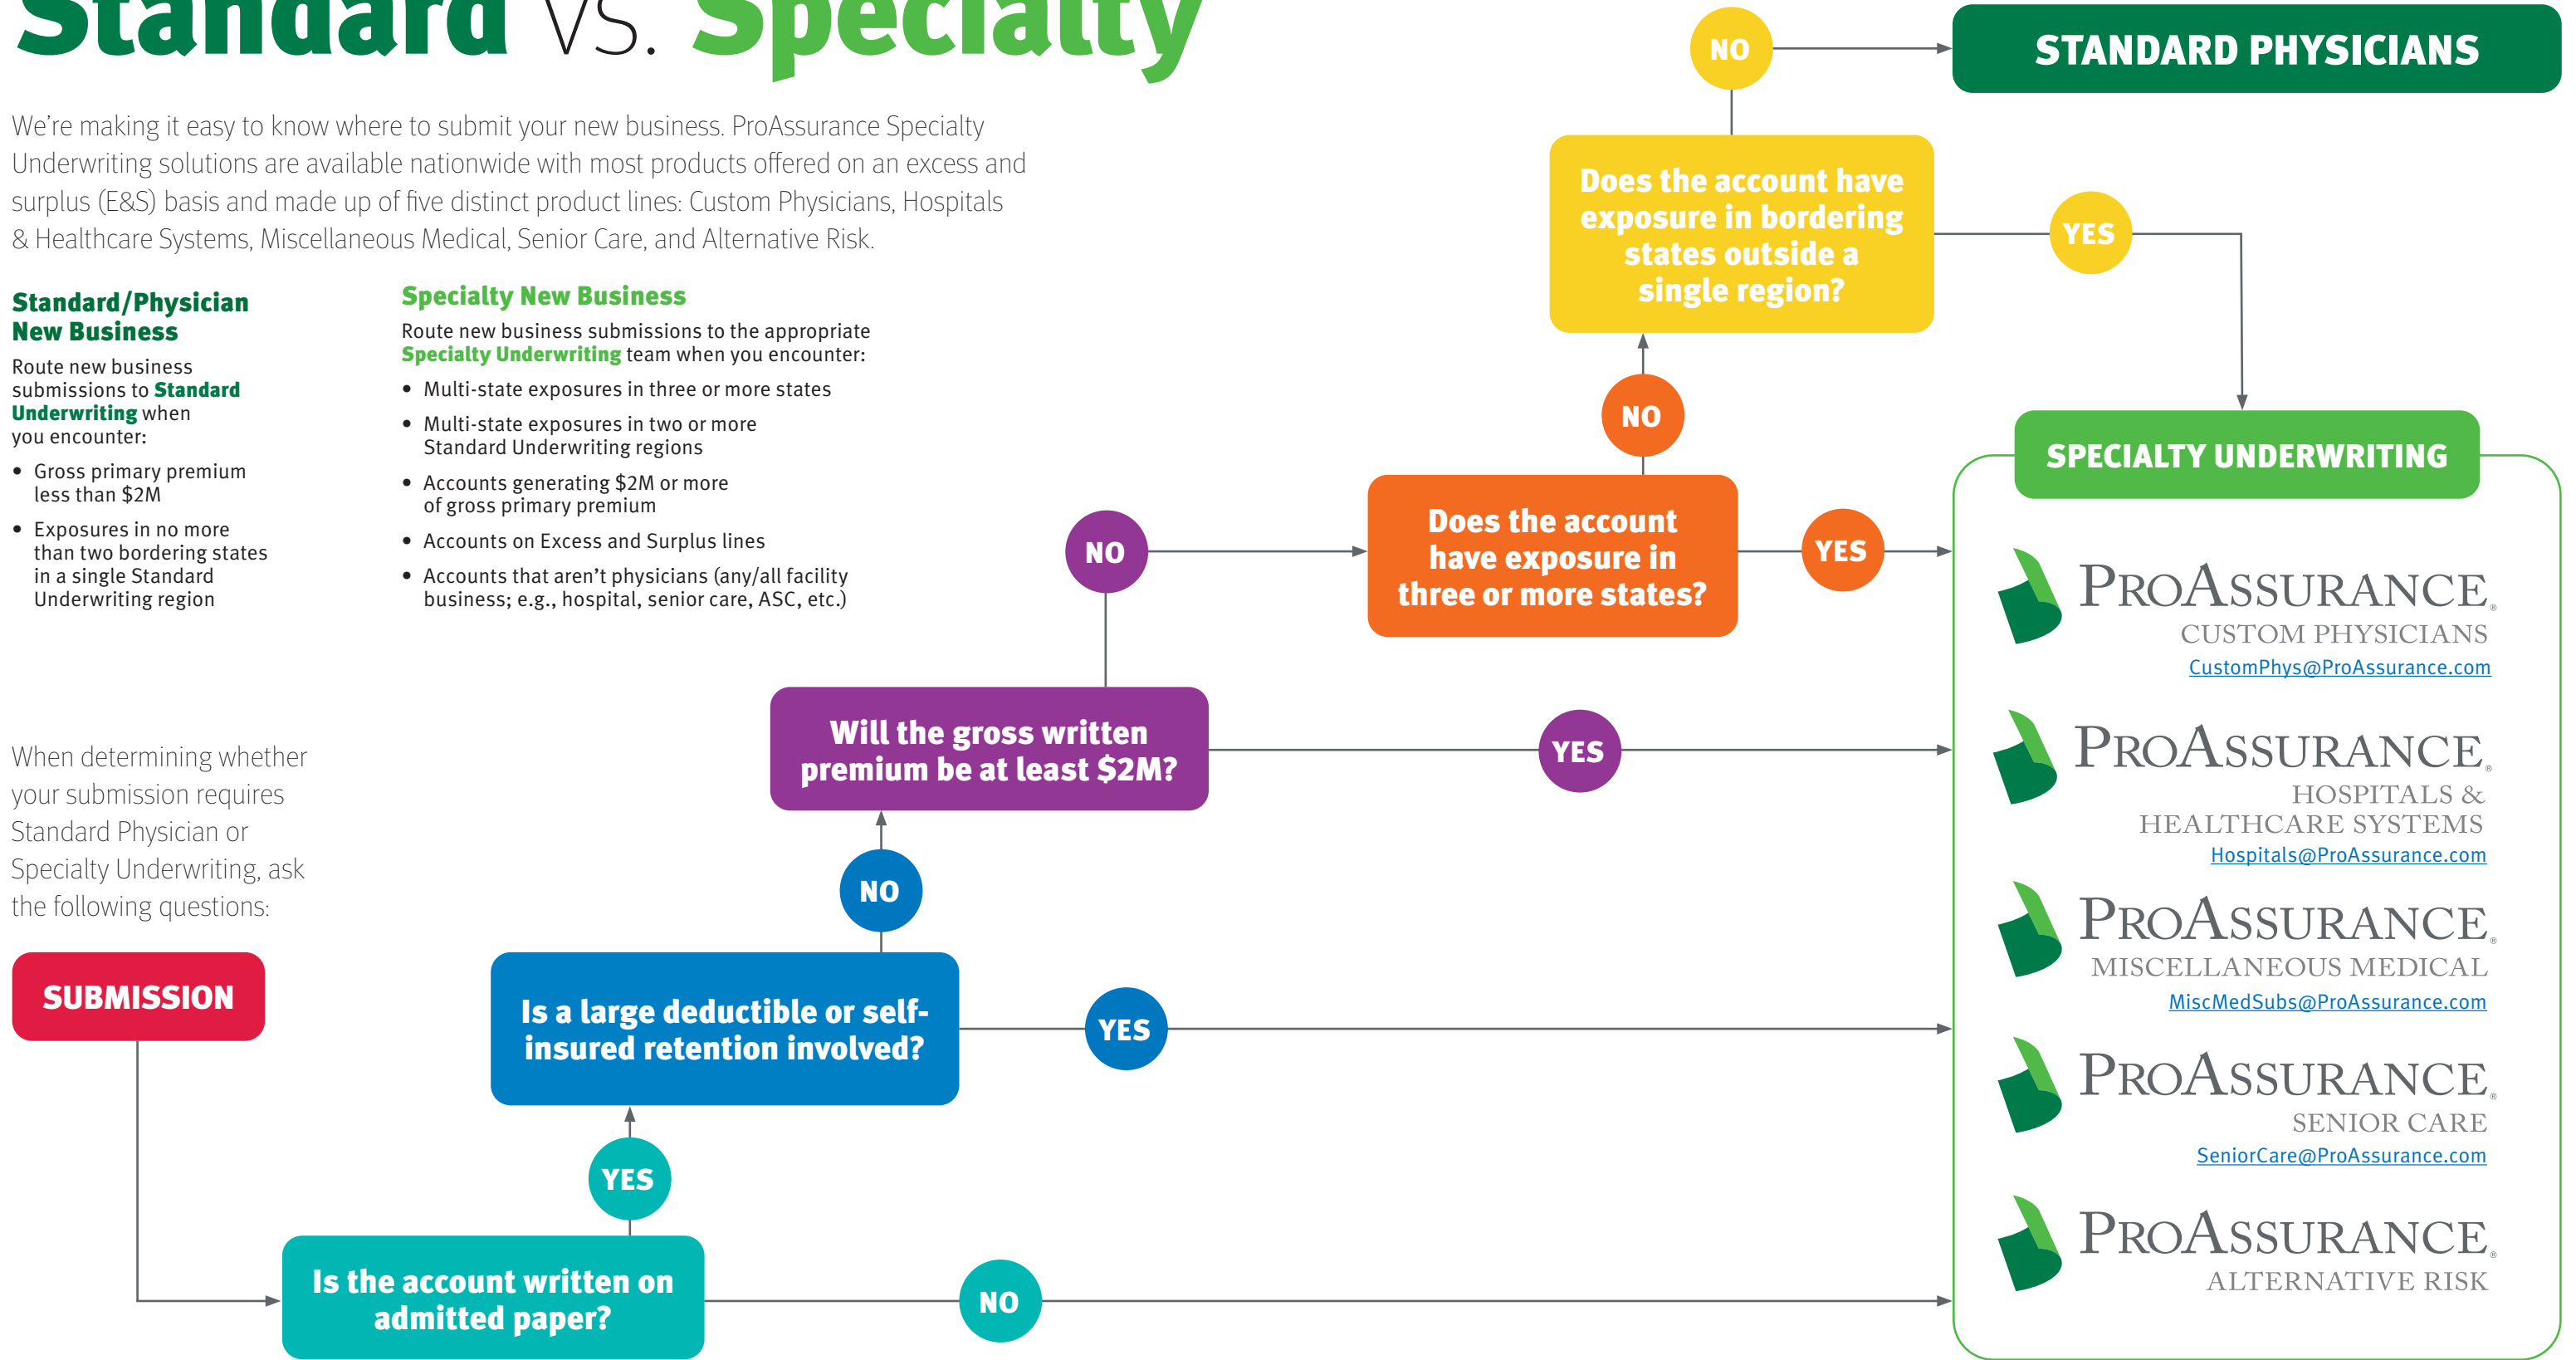 Standard vs. Specialty
We're making it easy to know where to submit your new business. ProAssurance Specialty
Underwriting solutions are available nationwide with most products offered on an excess and
surplus (E&S) basis and made up of five distinct product lines: Custom Physicians, Hospitals
& Healthcare Systems, Miscellaneous Medical, Senior Care, and Alternative Risk.
Standard/Physician
New Business
Route new business
submissions to Standard
Underwriting when
you encounter:
• Gross primary premium
less than $2M
• Exposures in no more
than two bordering states
in a single Standard
Underwriting region
Specialty New Business
Route new business submissions to the appropriate
Specialty Underwriting team when you encounter:
• Multi-state exposures in three or more states
• Multi-state exposures in two or more
Standard Underwriting regions
• Accounts generating $2M or more
of gross primary premium
• Accounts on Excess and Surplus lines
• Accounts that aren't physicians (any/all facility
business; e.g., hospital, senior care, ASC, etc.)
When determining whether
your submission requires
Standard Physician or
Specialty Underwriting, ask
the following questions:
SUBMISSION
Is the account written on
admitted paper?
NO
YES
Is a large deductible or self-
insured retention involved?
YES
NO
Will the gross written
premium be at least $2M?
YES
NO
Does the account
have exposure in
three or more states?
YES
NO
Does the account have
exposure in bordering
states outside a
single region?
YES
NO
STANDARD PHYSICIANS
SPECIALTY UNDERWRITING
PROASSURANCE®
CUSTOM PHYSICIANS
CustomPhys@ProAssurance.com
PROASSURANCE®
HOSPITALS &
HEALTHCARE SYSTEMS
Hospitals@ProAssurance.com
PROASSURANCE®
MISCELLANEOUS MEDICAL
MiscMedSubs@ProAssurance.com
PROASSURANCE®
SENIOR CARE
SeniorCare@ProAssurance.com
PROASSURANCE®
ALTERNATIVE RISK